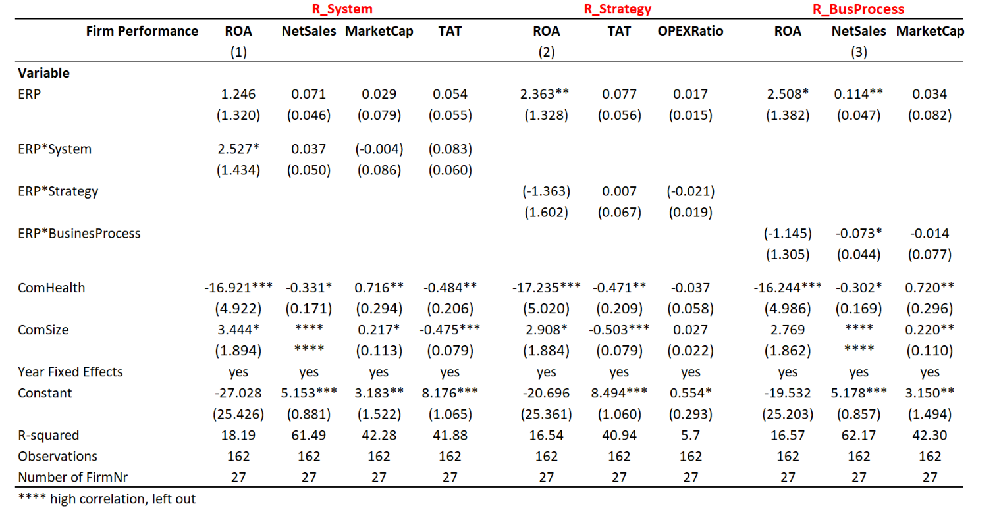 R_System R_Strategy R_BusProcess
Firm Performance ROA NetSales MarketCap TAT ROA TAT OPEXRatio ROA NetSales MarketCap
(1) (2) (3)
Variable
ERP 1.246 0.071 0.029 0.054 2.363** 0.077 0.017 2.508* 0.114** 0.034
(1.320) (0.046) (0.079) (0.055) (1.328) (0.056) (0.015) (1.382) (0.047) (0.082)
ERP*System 2.527* 0.037 (-0.004) (0.083)
(1.434) (0.050) (0.086) (0.060)
ERP*Strategy (-1.363) 0.007 (-0.021)
(1.602) (0.067) (0.019)
ERP*BusinesProcess (-1.145) -0.073* -0.014
(1.305) (0.044) (0.077)
ComHealth -16.921*** -0.331* 0.716** -0.484** -17.235*** -0.471** -0.037 -16.244*** -0.302* 0.720**
(4.922) (0.171) (0.294) (0.206) (5.020) (0.209) (0.058) (4.986) (0.169) (0.296)
ComSize 3.444* **** 0.217* -0.475*** 2.908* -0.503*** 0.027 2.769 **** 0.220**
(1.894) **** (0.113) (0.079) (1.884) (0.079) (0.022) (1.862) **** (0.110)
Year Fixed Effects yes yes yes yes yes yes yes yes yes yes
Constant -27.028 5.153*** 3.183** 8.176*** -20.696 8.494*** 0.554* -19.532 5.178*** 3.150**
(25.426) (0.881) (1.522) (1.065) (25.361) (1.060) (0.293) (25.203) (0.857) (1.494)
R-squared 18.19 61.49 42.28 41.88 16.54 40.94 5.7 16.57 62.17 42.30
Observations 162 162 162 162 162 162 162 162 162 162
Number of FirmNr 27 27 27 27 27 27 27 27 27 27
**** high correlation, left out